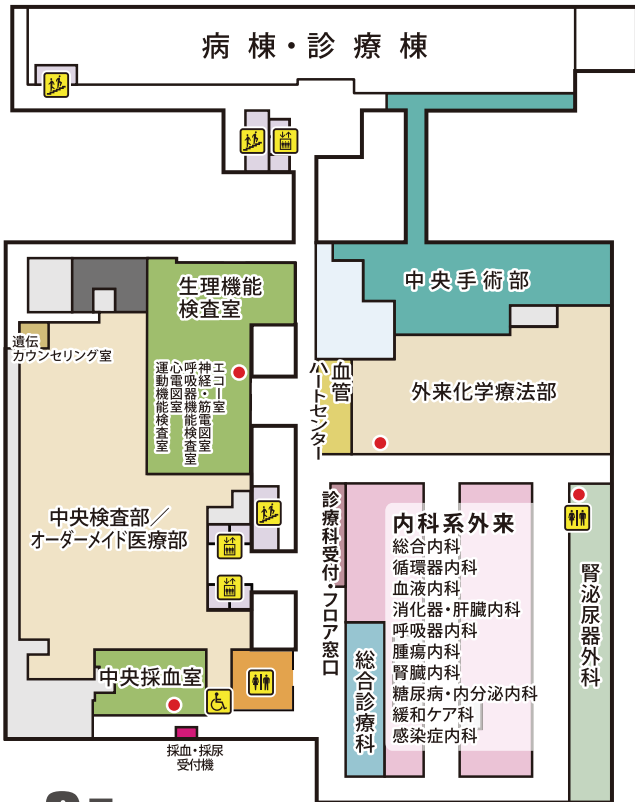 病棟・診療棟
中央手術部
生理機能
検査室
エコー室
神経・筋電図室
呼吸器機能検査室
心電図室
運動機能検査室
遺伝
カウンセリング室
血管
ハートセンター
外来化学療法部
中央検査部／
オーダーメイド医療部
診療科受付・フロア窓口
内科系外来
総合内科
循環器内科
血液内科
消化器・肝臓内科
呼吸器内科
腫瘍内科
腎臓内科
糖尿病・内分泌内科
緩和ケア科
感染症内科
総合診療科
腎泌尿器外科
中央採血室
採血・採尿
受付機